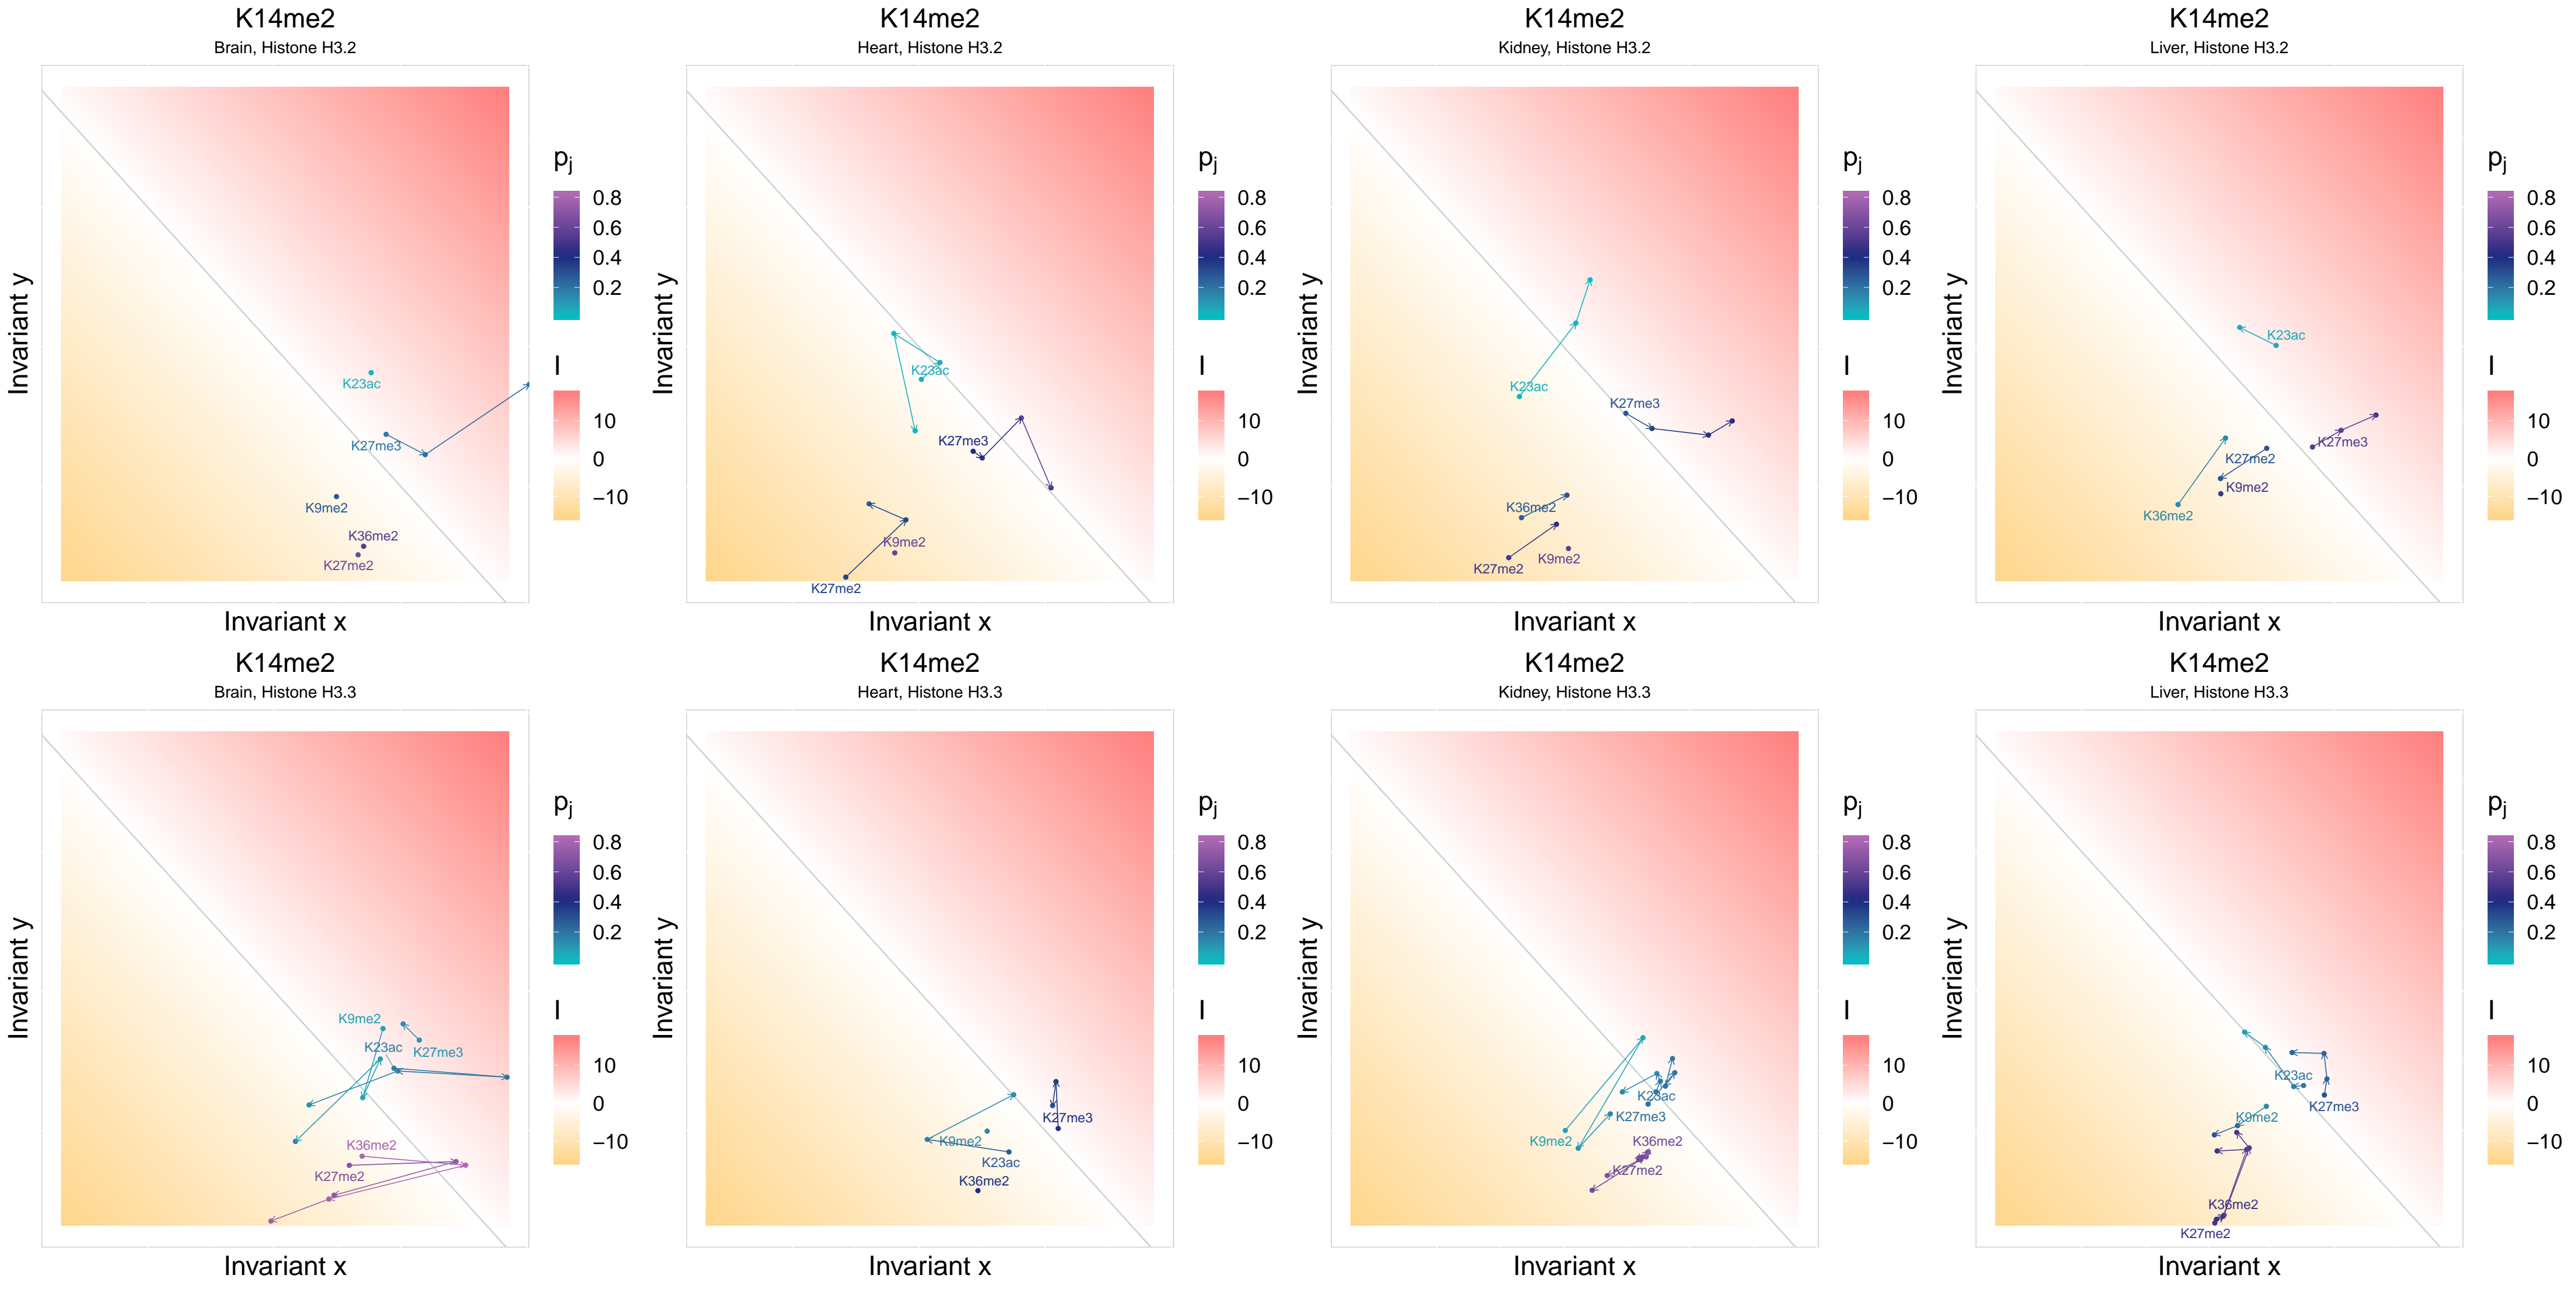 K14me2
Brain, Histone H3.2
Invariant y
Invariant x
K23ac
K27me3
K9me2
K36me2
K27me2
pj
0.8
0.6
0.4
0.2
I
10
0
−10
K14me2
Heart, Histone H3.2
Invariant y
Invariant x
K23ac
K27me3
K9me2
K27me2
pj
0.8
0.6
0.4
0.2
I
10
0
−10
K14me2
Kidney, Histone H3.2
Invariant y
Invariant x
K23ac
K27me3
K36me2
K9me2
K27me2
pj
0.8
0.6
0.4
0.2
I
10
0
−10
K14me2
Liver, Histone H3.2
Invariant y
Invariant x
K23ac
K27me3
K27me2
K9me2
K36me2
pj
0.8
0.6
0.4
0.2
I
10
0
−10
K14me2
Brain, Histone H3.3
Invariant y
Invariant x
K9me2
K23ac
K27me3
K36me2
K27me2
pj
0.8
0.6
0.4
0.2
I
10
0
−10
K14me2
Heart, Histone H3.3
Invariant y
Invariant x
K27me3
K9me2
K23ac
K36me2
pj
0.8
0.6
0.4
0.2
I
10
0
−10
K14me2
Kidney, Histone H3.3
Invariant y
Invariant x
K23ac
K27me3
K9me2
K36me2
K27me2
pj
0.8
0.6
0.4
0.2
I
10
0
−10
K14me2
Liver, Histone H3.3
Invariant y
Invariant x
K23ac
K27me3
K9me2
K36me2
K27me2
pj
0.8
0.6
0.4
0.2
I
10
0
−10